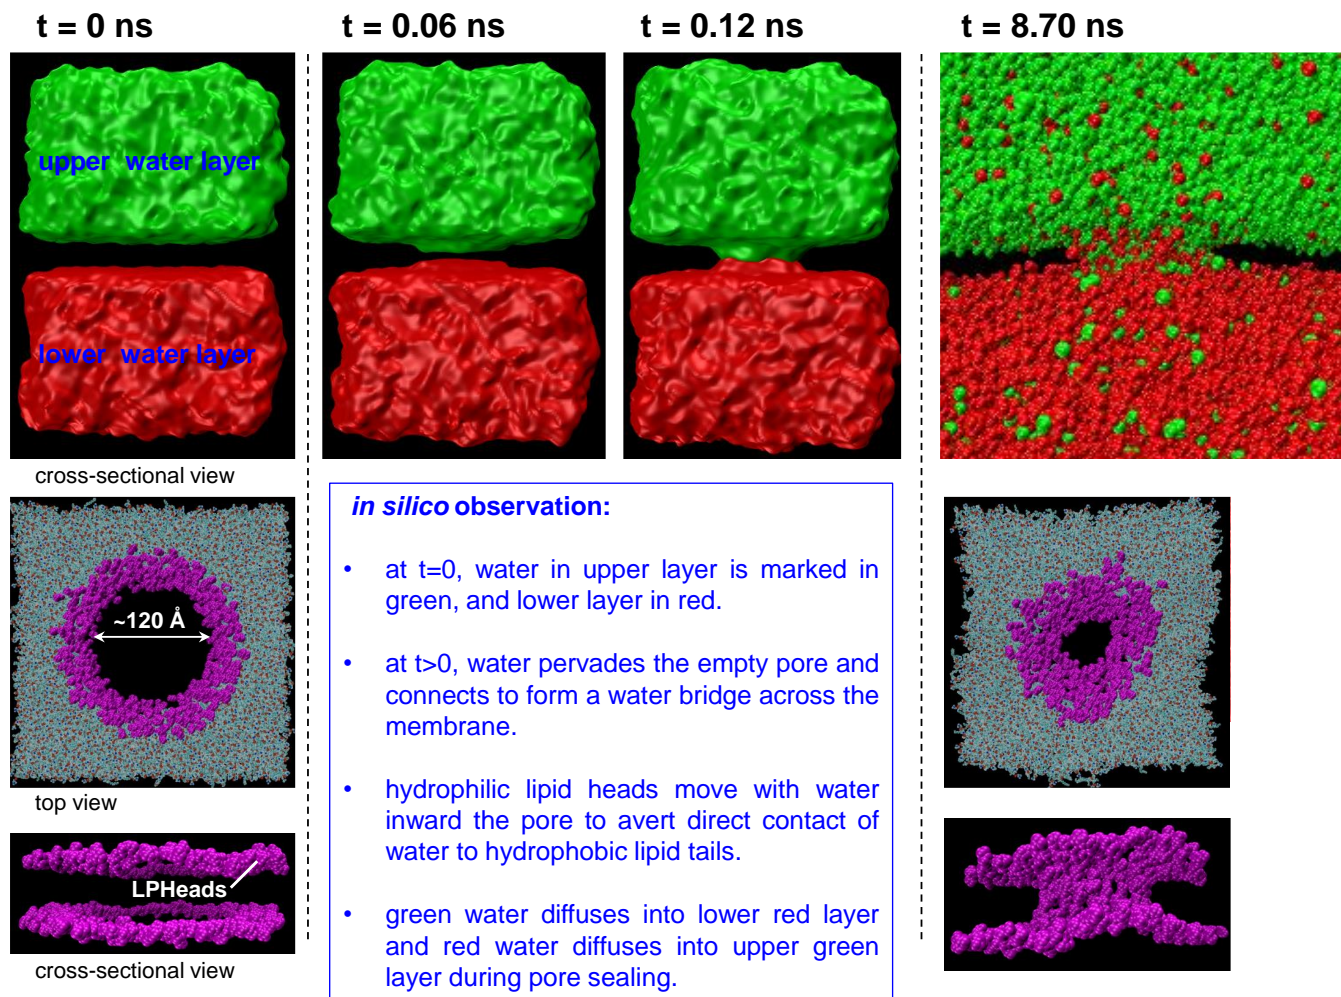 t = 0 ns
t = 0.06 ns
t = 0.12 ns
t = 8.70 ns
upper water layer
lower water layer
cross-sectional view
~120 Å
top view
LPHeads
cross-sectional view
in silico observation:
• at t=0, water in upper layer is marked in
green, and lower layer in red.
• at t>0, water pervades the empty pore and
connects to form a water bridge across the
membrane.
• hydrophilic lipid heads move with water
inward the pore to avert direct contact of
water to hydrophobic lipid tails.
• green water diffuses into lower red layer
and red water diffuses into upper green
layer during pore sealing.